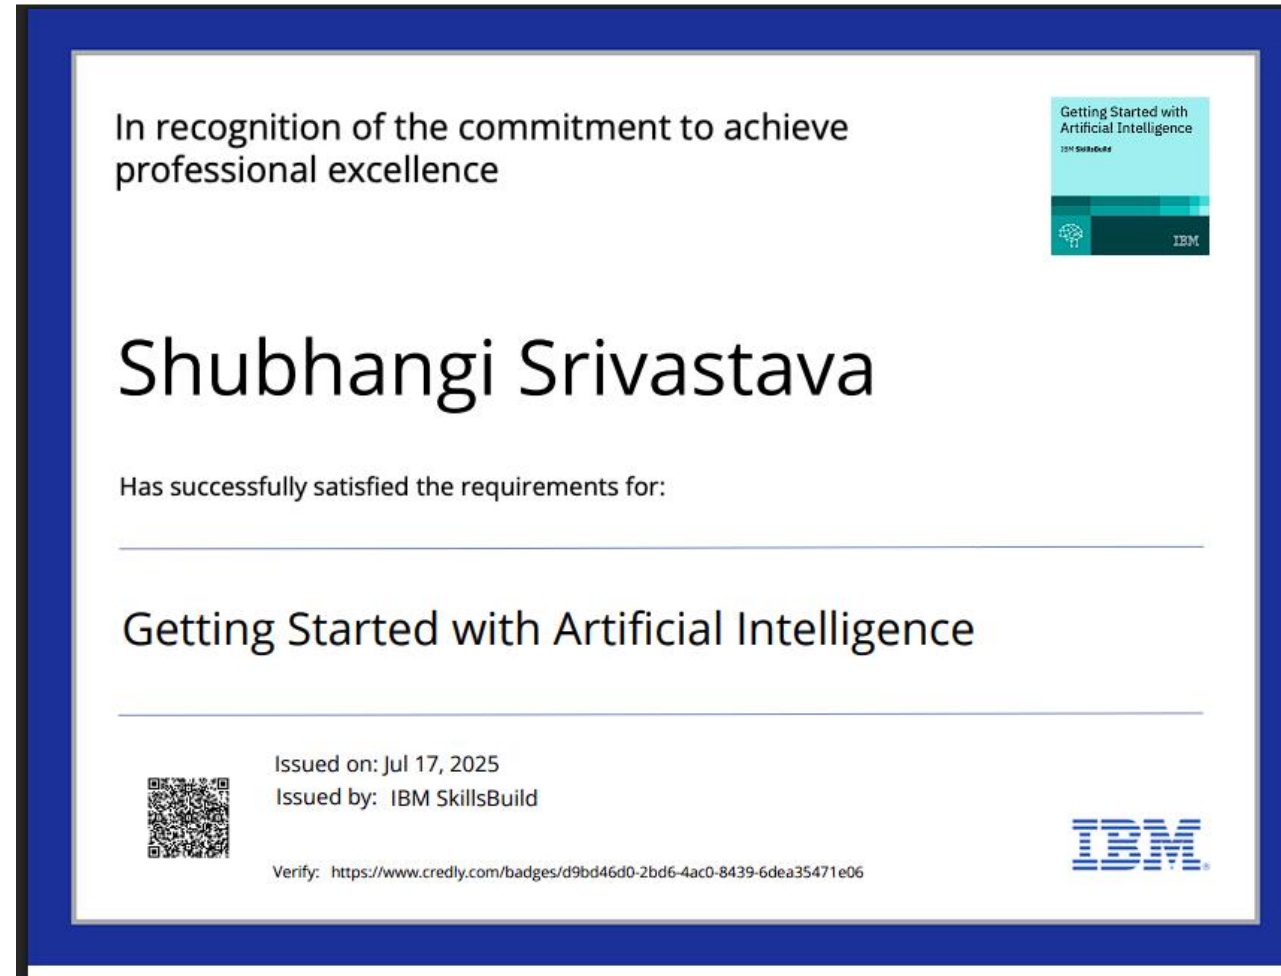 In recognition of the commitment to achieve
professional excellence
Getting Started with
Artificial Intelligence
IBM SkillsBuild
IBM
Shubhangi Srivastava
Has successfully satisfied the requirements for:
Getting Started with Artificial Intelligence
Issued on: Jul 17, 2025
Issued by: IBM SkillsBuild
Verify: https://www.credly.com/badges/d9bd46d0-2bd6-4ac0-8439-6dea35471e06
IBM®